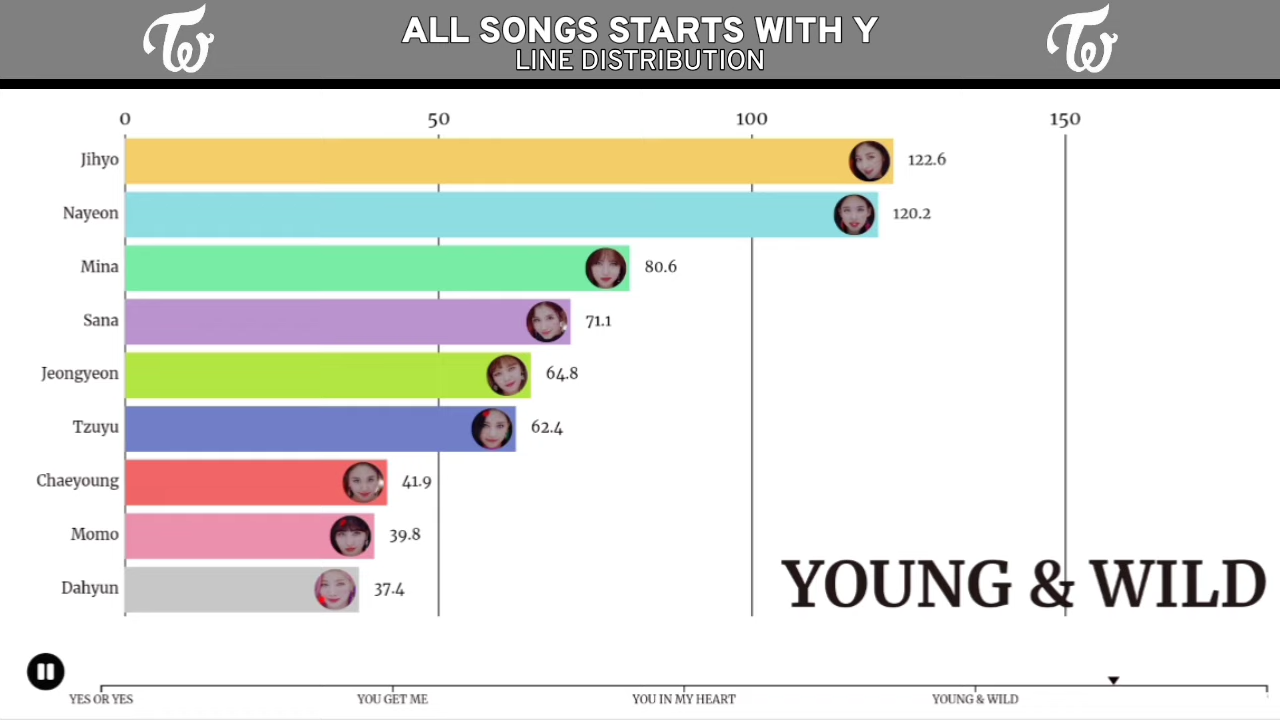 TW
ALL SONGS STARTS WITH Y
TW
LINE DISTRIBUTION
0 50 100 150
Jihyo 122.6
Nayeon 120.2
Mina 80.6
Sana 71.1
Jeongyeon 64.8
Tzuyu 62.4
Chaeyoung 41.9
Momo 39.8
Dahyun 37.4
YOUNG & WILD
YES OR YES YOU GET ME YOU IN MY HEART YOUNG & WILD